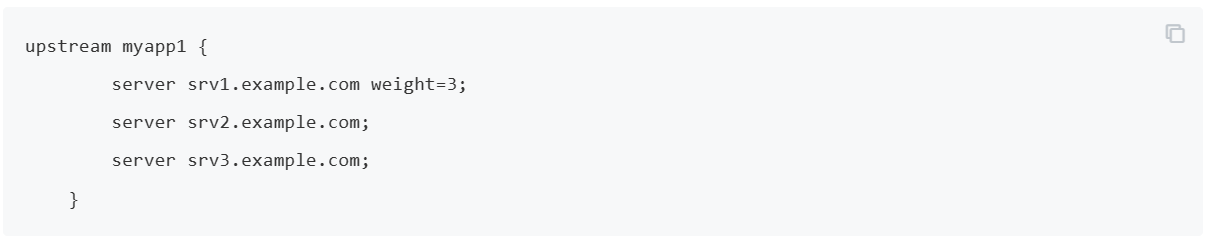 upstream myapp1 {
        server srv1.example.com weight=3;
        server srv2.example.com;
        server srv3.example.com;
    }